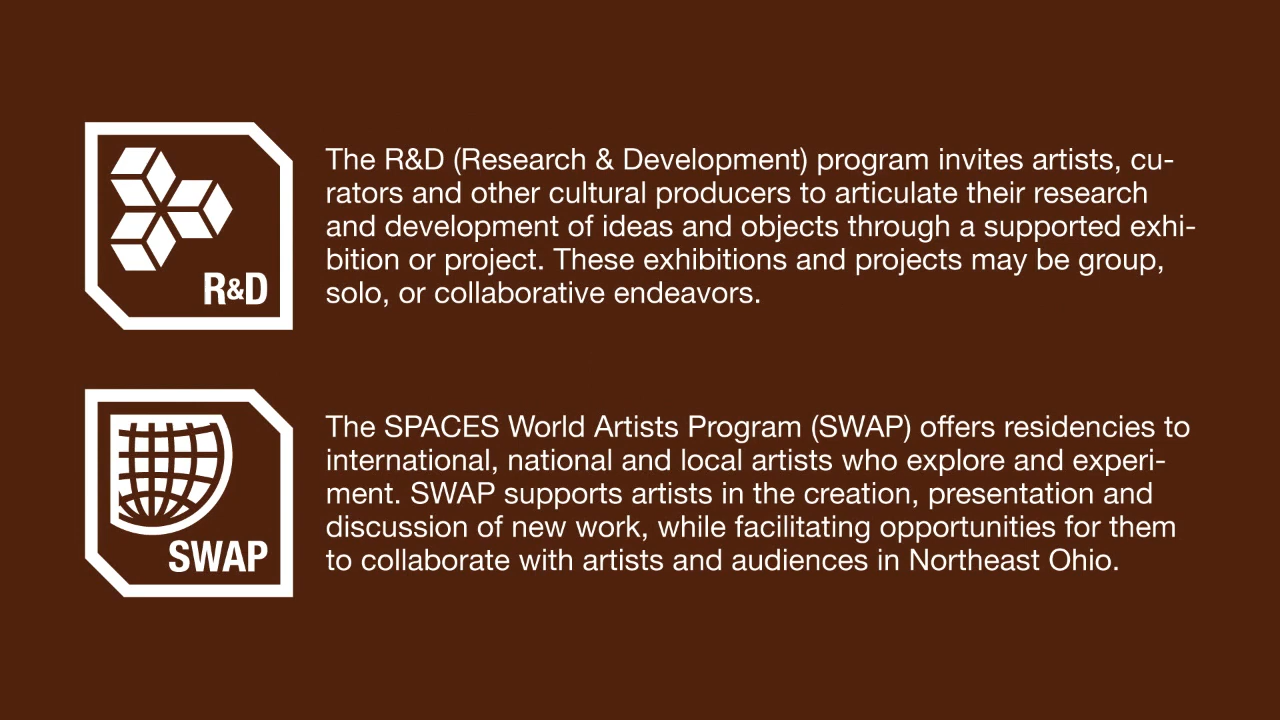 The R&D (Research & Development) program invites artists, cu-
rators and other cultural producers to articulate their research
and development of ideas and objects through a supported exhi-
bition or project. These exhibitions and projects may be group,
solo, or collaborative endeavors.
R&D
The SPACES World Artists Program (SWAP) offers residencies to
international, national and local artists who explore and experi-
ment. SWAP supports artists in the creation, presentation and
discussion of new work, while facilitating opportunities for them
to collaborate with artists and audiences in Northeast Ohio.
SWAP